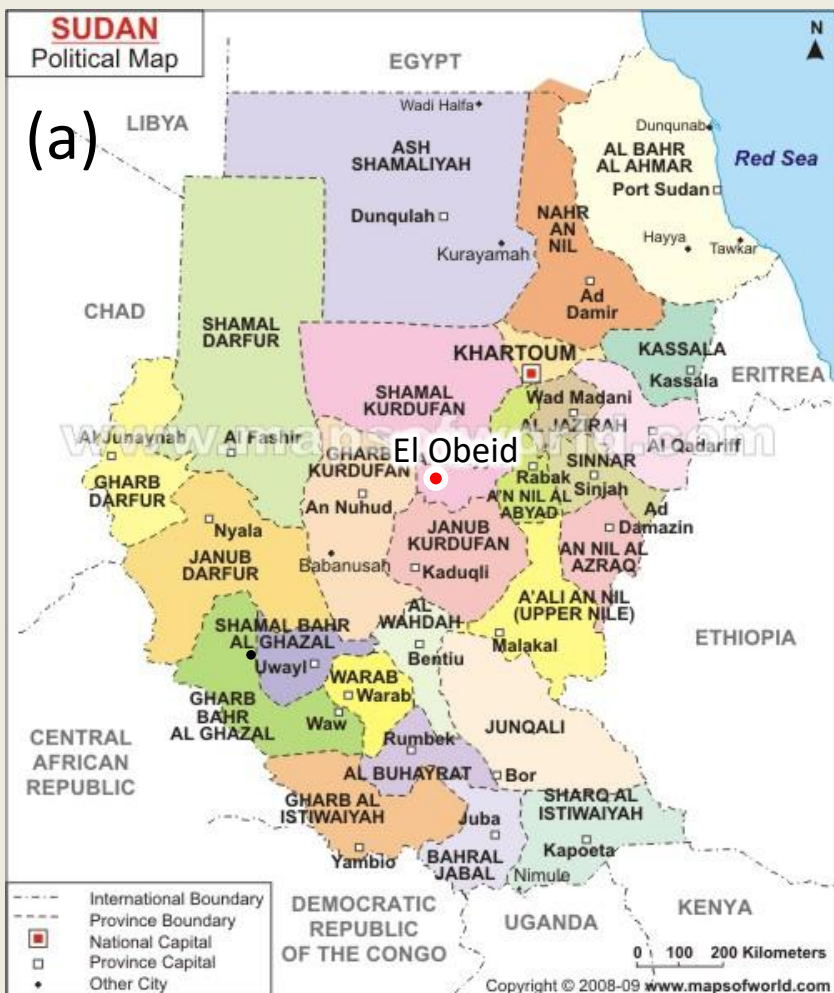 SUDAN
Political Map
N
(a)
EGYPT
LIBYA
Wadi Halfa
Dunqunab
ASH
SHAMALIYAH
AL BAHR
AL AHMAR
Red Sea
Port Sudan
Dunqulah
NAHR
AN
NIL
Kurayamah
Hayya
Tawkar
Ad
Damir
CHAD
SHAMAL
DARFUR
KHARTOUM
KASSALA
Kassala
ERITREA
SHAMAL
KURDUFAN
Wad Madani
AL JAZIRAH
www.mapsofworld.com
Al Junaynah
Al Fashir
El Obeid
Al Qadariff
GHARB
KURDUFAN
SINNAR
Rabak
Sinjah
GHARB
DARFUR
An Nuhud
A'N NIL AL
ABYAD
Ad
Damazin
Nyala
JANUB
KURDUFAN
AN NIL AL
AZRAQ
JANUB
DARFUR
Babanusah
Kaduqli
A'ALI AN NIL
(UPPER NILE)
AL
WAHDAH
SHAMAL BAHR
AL GHAZAL
Malakal
ETHIOPIA
Uwayl
Bentiu
WARAB
Warab
GHARB
BAHR
AL GHAZAL
Waw
JUNQALI
CENTRAL
AFRICAN
REPUBLIC
Rumbek
AL BUHAYRAT
Bor
GHARB AL
ISTIWAIYAH
SHARQ AL
ISTIWAIYAH
Juba
Yambio
BAHRAL
JABAL
Kapoeta
Nimule
International Boundary
Province Boundary
National Capital
Province Capital
Other City
DEMOCRATIC
REPUBLIC
OF THE CONGO
UGANDA
KENYA
0 100 200 Kilometers
Copyright © 2008-09 www.mapsofworld.com